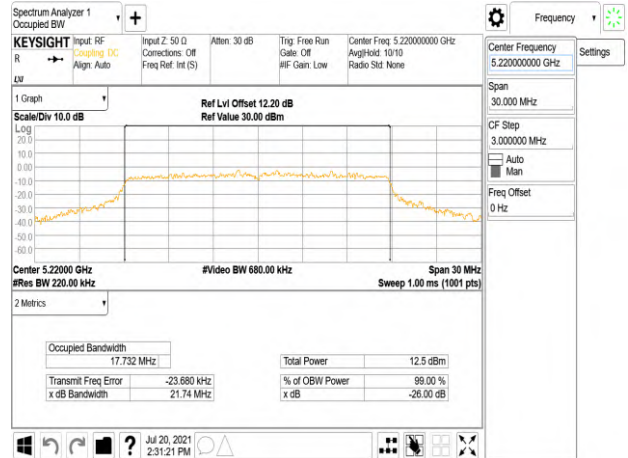 Spectrum Analyzer 1
Occupied BW
Frequency
KEYSIGHT
R
Input: RF
Coupling: DC
Align: Auto
Input Z: 50 Ω
Corrections: Off
Freq Ref: Int (S)
Atten: 30 dB
Trig: Free Run
Gate: Off
#IF Gain: Low
Center Freq: 5.220000000 GHz
Avg|Hold: 10/10
Radio Std: None
Center Frequency
5.220000000 GHz
Settings
Span
30.000 MHz
CF Step
3.000000 MHz
Auto
Man
Freq Offset
0 Hz
1 Graph
Scale/Div 10.0 dB
Ref Lvl Offset 12.20 dB
Ref Value 30.00 dBm
Log
20.0
10.0
0.00
-10.0
-20.0
-30.0
-40.0
-50.0
-60.0
Center 5.22000 GHz
#Res BW 220.00 kHz
#Video BW 680.00 kHz
Span 30 MHz
Sweep 1.00 ms (1001 pts)
2 Metrics
Occupied Bandwidth
17.732 MHz
Total Power 12.5 dBm
Transmit Freq Error -23.680 kHz
% of OBW Power 99.00 %
x dB Bandwidth 21.74 MHz
x dB -26.00 dB
?
Jul 20, 2021
2:31:21 PM